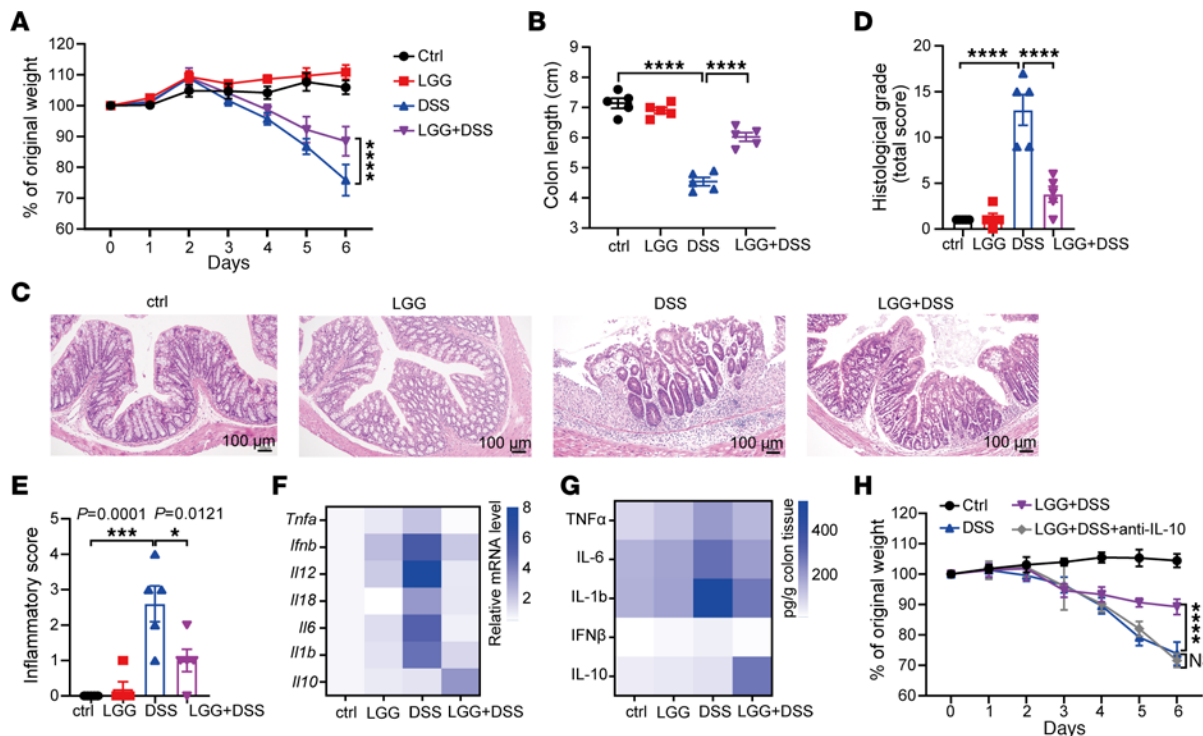 A
% of original weight
120
110
100
90
80
70
60
0 1 2 3 4 5 6
Days
Ctrl
LGG
DSS
LGG+DSS
****
B
Colon length (cm)
9
8
7
6
5
4
3
**** ****
ctrl LGG DSS LGG+DSS
D
Histological grade
(total score)
20
15
10
5
0
**** ****
ctrl LGG DSS LGG+DSS
C
ctrl LGG DSS LGG+DSS
100 µm 100 µm 100 µm 100 µm
E
P=0.0001 P=0.0121
*** *
Inflammatory score
5
4
3
2
1
0
ctrl LGG DSS LGG+DSS
F
Tnfa
Ifnb
Il12
Il18
Il6
Il1b
Il10
ctrl LGG DSS LGG+DSS
8
6
4
2
Relative mRNA level
G
TNFα
IL-6
IL-1b
IFNβ
IL-10
ctrl LGG DSS LGG+DSS
400
200
pg/g colon tissue
H
Ctrl LGG+DSS
DSS LGG+DSS+anti-IL-10
% of original weight
120
110
100
90
80
70
60
0 1 2 3 4 5 6
Days
****
N